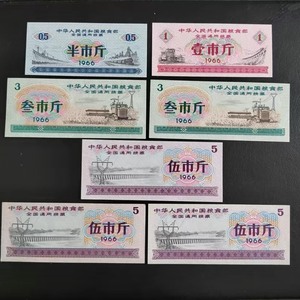 中华人民共和国粮食部
全国通用粮票
0.5
0.5
半市斤
1966
中华人民共和国粮食部
全国通用粮票
1
1
壹市斤
1966
3
中华人民共和国粮食部
全国通用粮票
叁市斤
1966
3
中华人民共和国粮食部
全国通用粮票
叁市斤
1966
中华人民共和国粮食部
5
全国通用粮票
伍市斤
1966
中华人民共和国粮食部
5
全国通用粮票
伍市斤
1966
中华人民共和国粮食部
5
全国通用粮票
伍市斤
1966